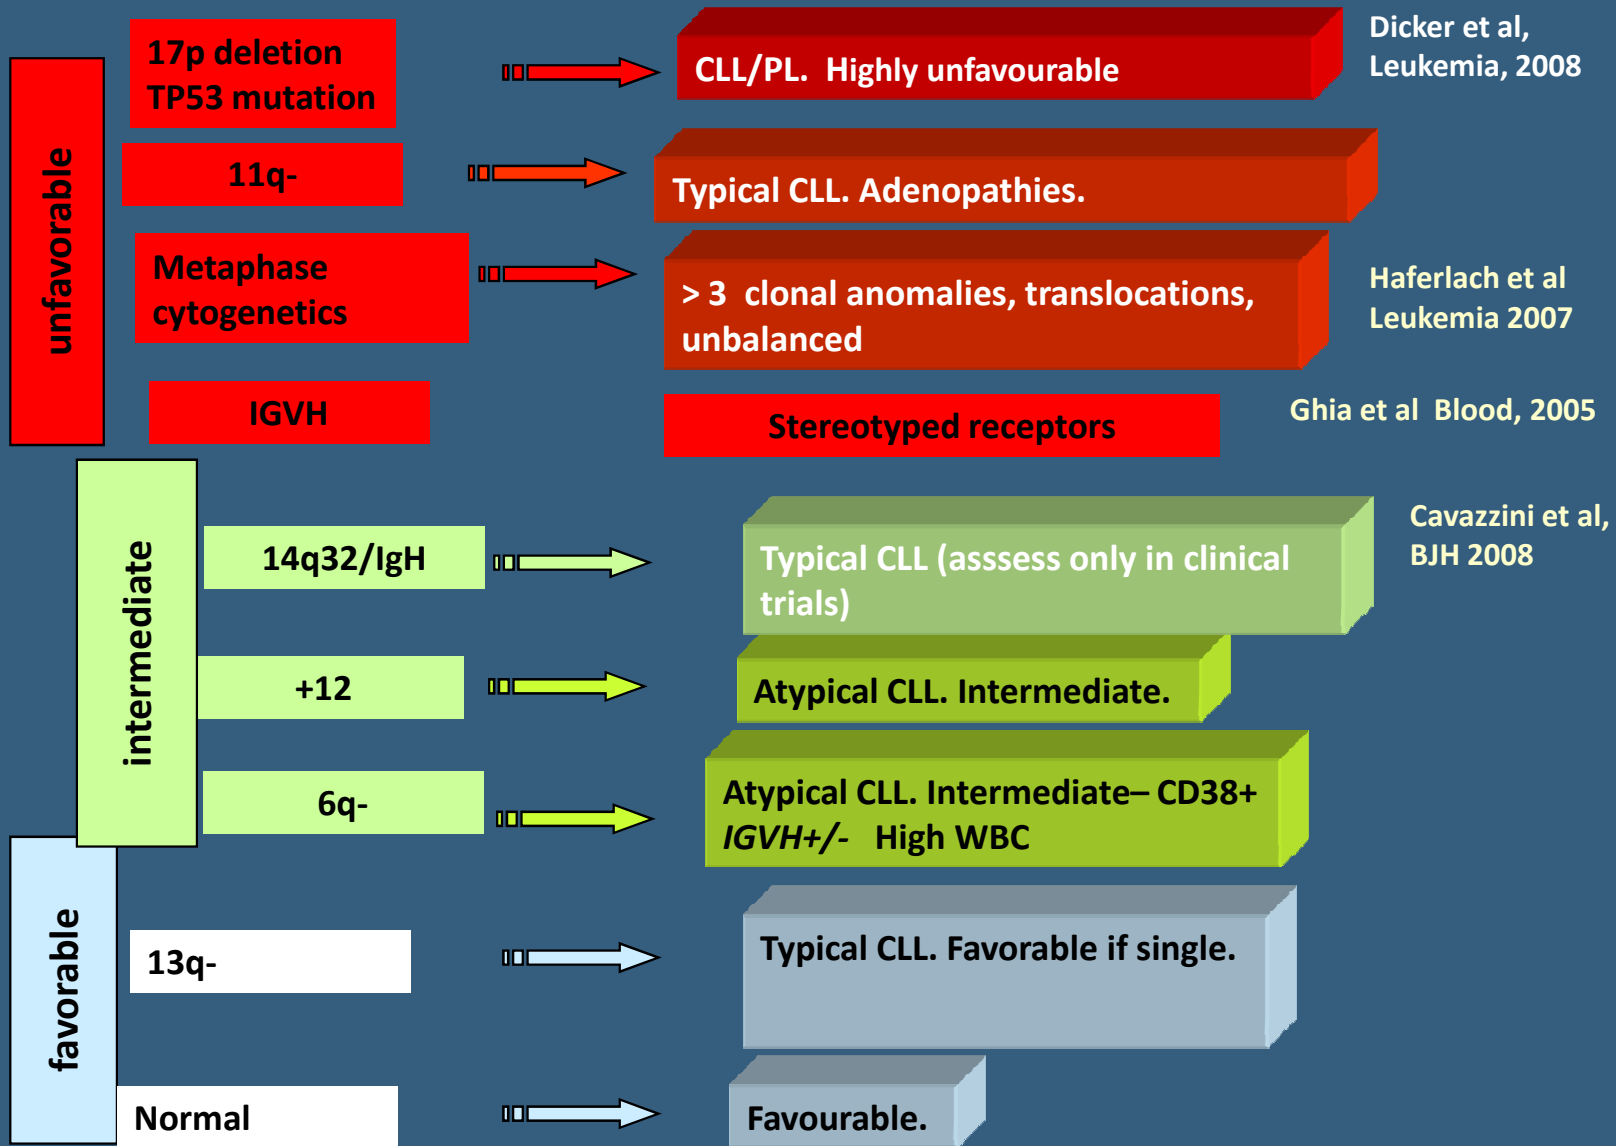 unfavorable
17p deletion
TP53 mutation
CLL/PL.  Highly unfavourable
Dicker et al,
Leukemia, 2008
11q-
Typical CLL. Adenopathies.
Metaphase
cytogenetics
> 3  clonal anomalies, translocations,
unbalanced
Haferlach et al
Leukemia 2007
IGVH
Stereotyped receptors
Ghia et al  Blood, 2005
intermediate
14q32/IgH
Typical CLL (asssess only in clinical
trials)
Cavazzini et al,
BJH 2008
+12
Atypical CLL. Intermediate.
6q-
Atypical CLL. Intermediate– CD38+
IGVH+/-   High WBC
favorable
13q-
Typical CLL. Favorable if single.
Normal
Favourable.